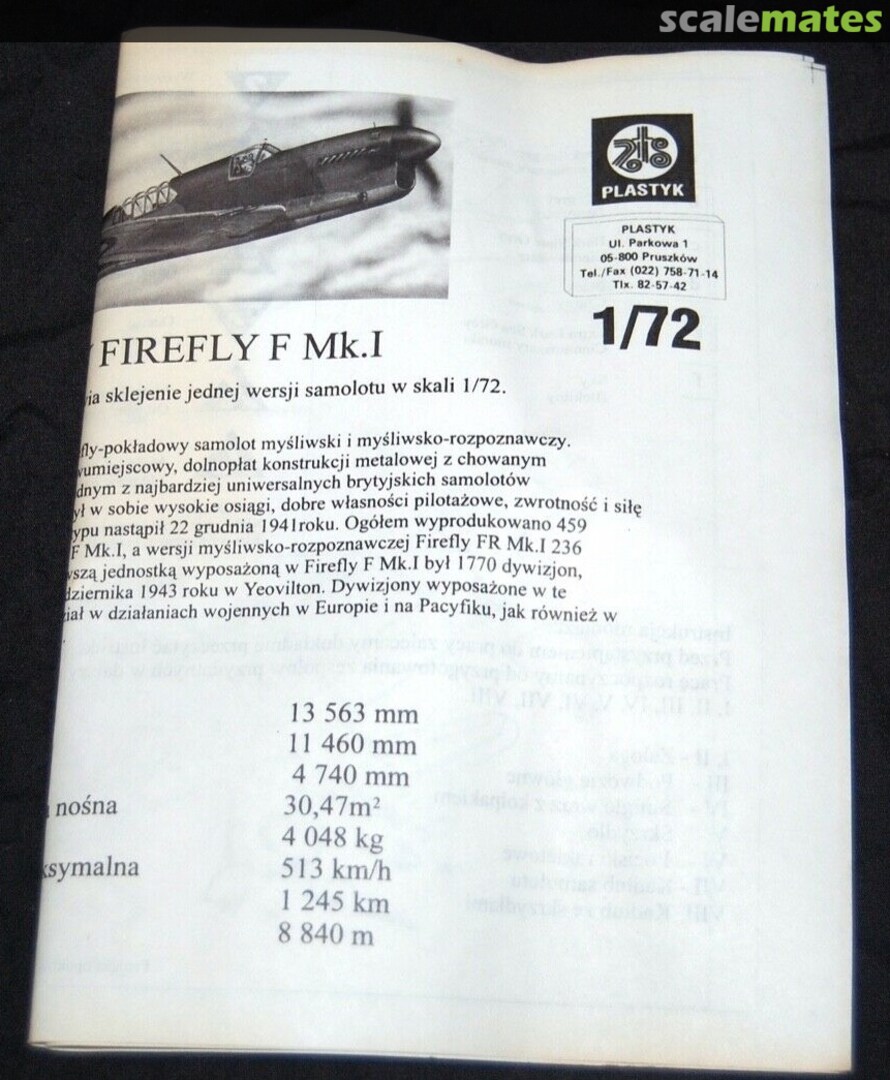 scalemates
ZTS
PLASTYK
PLASTYK
Ul. Parkowa 1
05-800 Pruszków
Tel./Fax (022) 758-71-14
Tlx. 82-57-42
1/72
FIREFLY F Mk.I
ia sklejenie jednej wersji samolotu w skali 1/72.
fly-pokładowy samolot myśliwski i myśliwsko-rozpoznawczy.
wumiejscowy, dolnopłat konstrukcji metalowej z chowanym
dnym z najbardziej uniwersalnych brytyjskich samolotów
ył w sobie wysokie osiągi, dobre własności pilotażowe, zwrotność i siłę
ypu nastąpił 22 grudnia 1941roku. Ogółem wyprodukowano 459
F Mk.I, a wersji myśliwsko-rozpoznawczej Firefly FR Mk.I 236
wszą jednostką wyposażoną w Firefly F Mk.I był 1770 dywizjon,
dziernika 1943 roku w Yeovilton. Dywizjony wyposażone w te
iał w działaniach wojennych w Europie i na Pacyfiku, jak również w
13 563 mm
11 460 mm
4 740 mm
nośna 30,47m²
4 048 kg
ksymalna 513 km/h
1 245 km
8 840 m